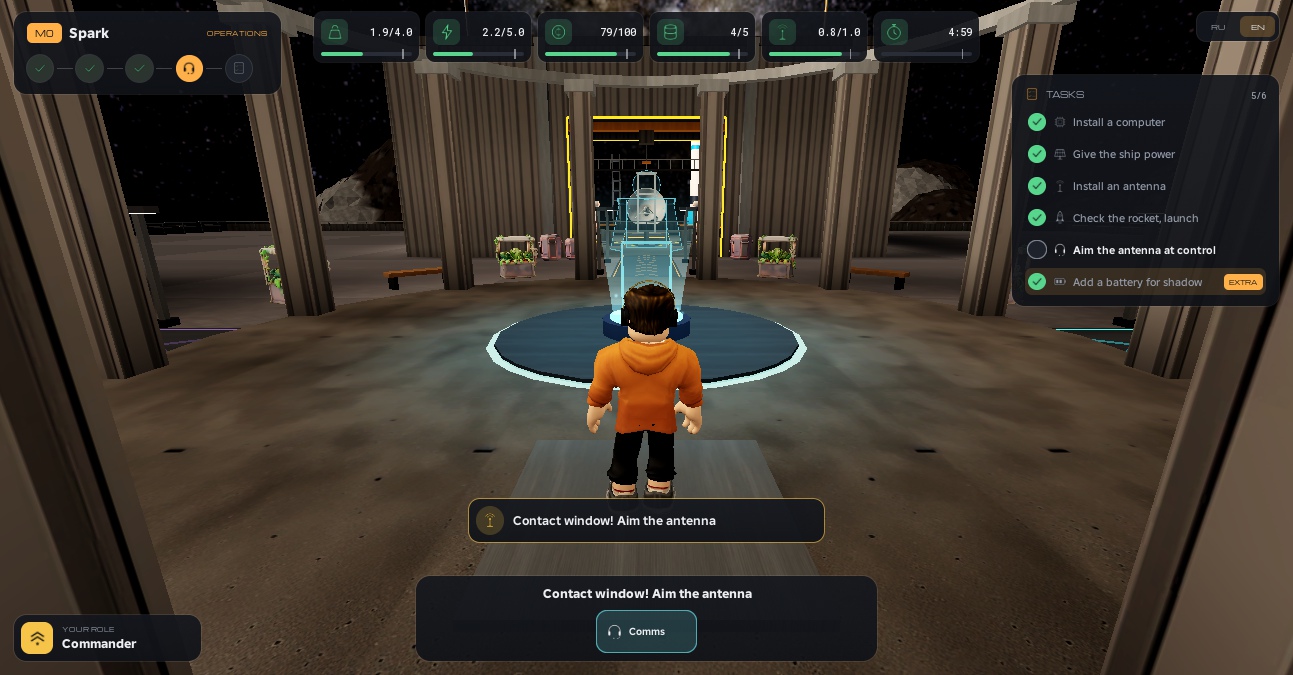 M0 Spark OPERATIONS
1.9/4.0
2.2/5.0
79/100
4/5
0.8/1.0
4:59
RU EN
TASKS 5/6
Install a computer
Give the ship power
Install an antenna
Check the rocket, launch
Aim the antenna at control
Add a battery for shadow EXTRA
Contact window! Aim the antenna
Contact window! Aim the antenna
Comms
YOUR ROLE
Commander